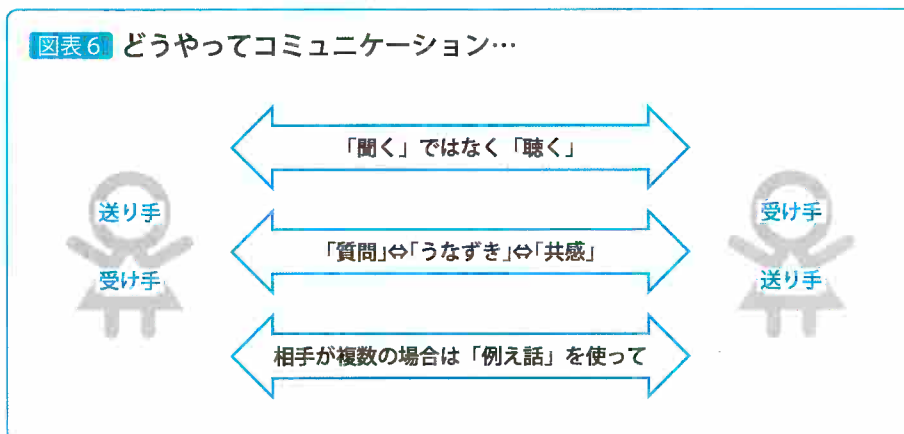 図表6 どうやってコミュニケーション…
「聞く」ではなく「聴く」
送り手
受け手
「質問」⇔「うなずき」⇔「共感」
受け手
送り手
相手が複数の場合は「例え話」を使って